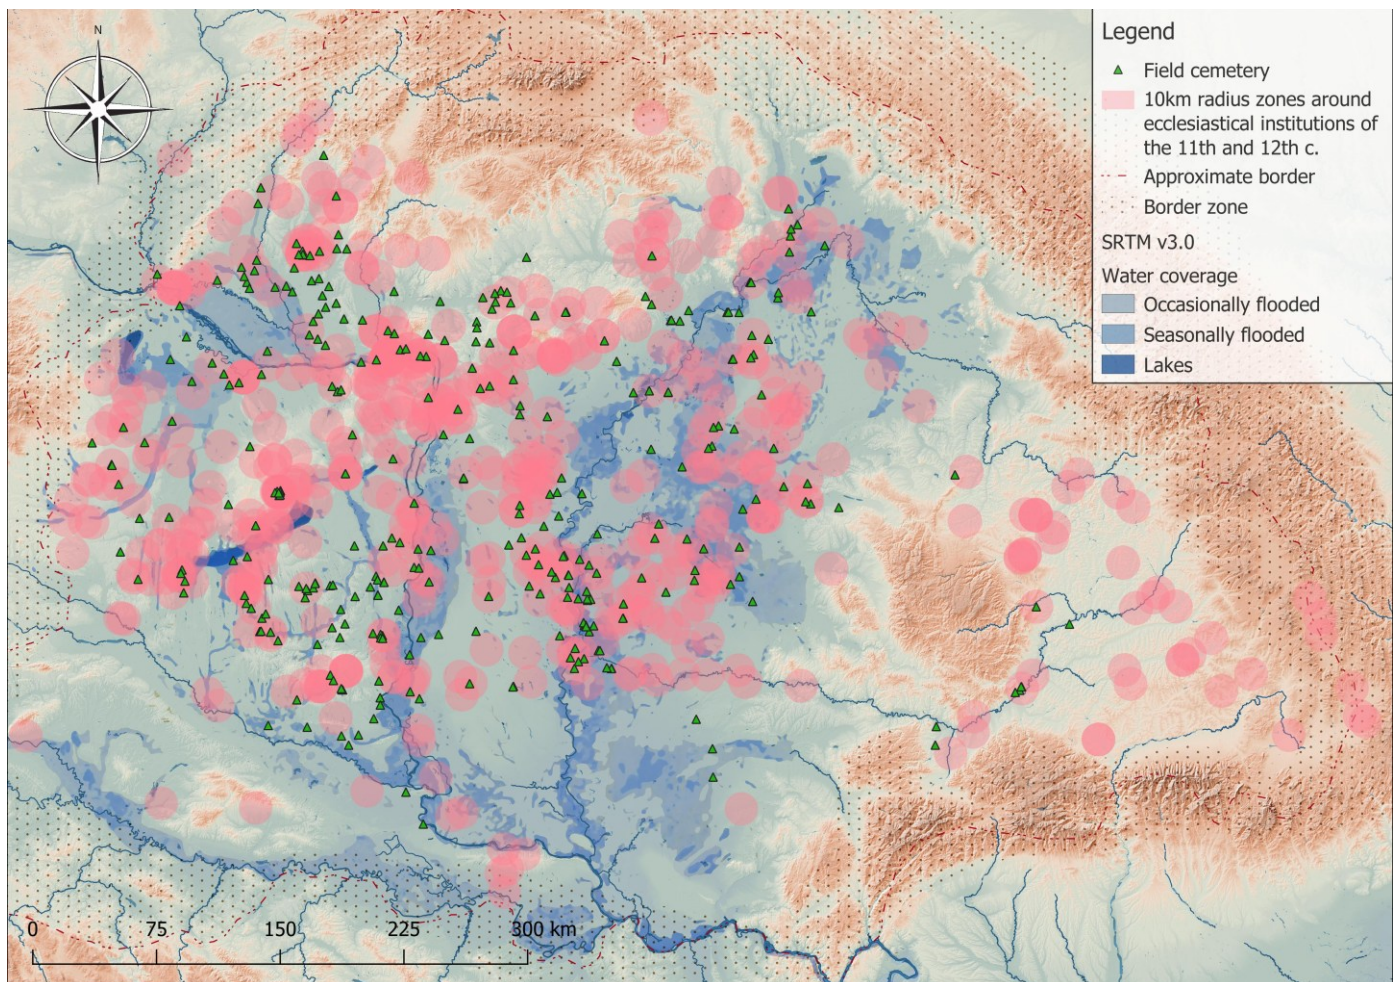 N
Legend
Field cemetery
10km radius zones around
ecclesiastical institutions of
the 11th and 12th c.
Approximate border
Border zone
SRTM v3.0
Water coverage
Occasionally flooded
Seasonally flooded
Lakes
0 75 150 225 300 km